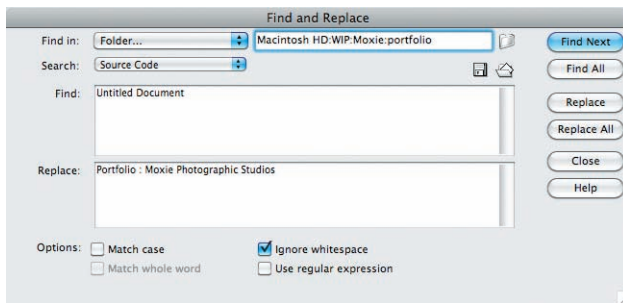 Find and Replace
Find in: Folder... Macintosh HD:WIP:Moxie:portfolio Find Next
Search: Source Code Find All
Find: Untitled Document
Replace
Replace All
Replace: Portfolio : Moxie Photographic Studios Close
Help
Options: Match case Ignore whitespace
Match whole word Use regular expression